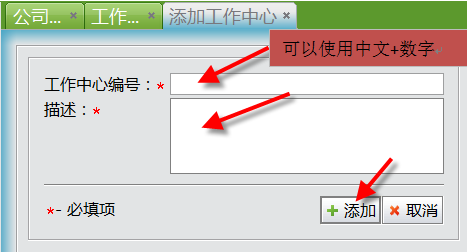 公司... × 工作... × 添加工作中心 ×
可以使用中文+数字
工作中心编号：*
描述：*
*- 必填项
+ 添加 × 取消